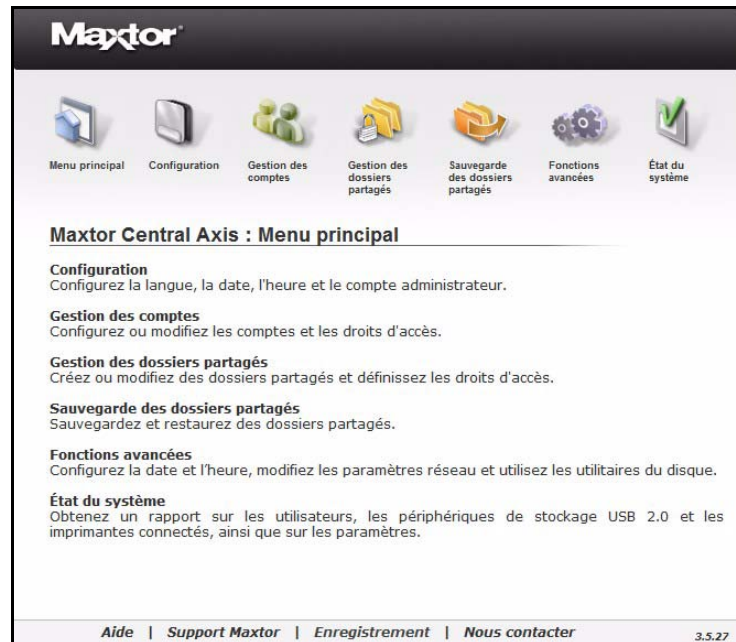 Maxtor
Menu principal
Configuration
Gestion des
comptes
Gestion des
dossiers
partagés
Sauvegarde
des dossiers
partagés
Fonctions
avancées
État du
système
Maxtor Central Axis : Menu principal
Configuration
Configurez la langue, la date, l'heure et le compte administrateur.
Gestion des comptes
Configurez ou modifiez les comptes et les droits d'accès.
Gestion des dossiers partagés
Créez ou modifiez des dossiers partagés et définissez les droits d'accès.
Sauvegarde des dossiers partagés
Sauvegardez et restaurez des dossiers partagés.
Fonctions avancées
Configurez la date et l'heure, modifiez les paramètres réseau et utilisez les utilitaires du disque.
État du système
Obtenez un rapport sur les utilisateurs, les périphériques de stockage USB 2.0 et les
imprimantes connectés, ainsi que sur les paramètres.
Aide | Support Maxtor | Enregistrement | Nous contacter 3.5.27